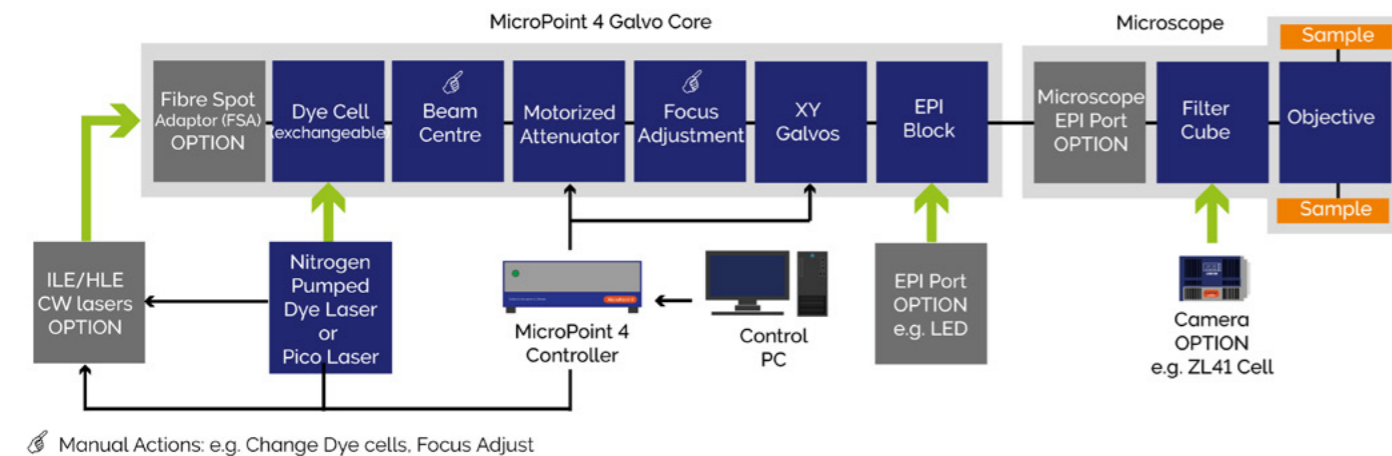 MicroPoint 4 Galvo Core
Microscope
Sample
Fibre Spot
Adaptor (FSA)
OPTION
Dye Cell
(exchangeable)
Beam
Centre
Motorized
Attenuator
Focus
Adjustment
XY
Galvos
EPI
Block
Microscope
EPI Port
OPTION
Filter
Cube
Objective
Sample
ILE/HLE
CW lasers
OPTION
Nitrogen
Pumped
Dye Laser
or
Pico Laser
MicroPoint 4
Controller
Control
PC
EPI Port
OPTION
e.g. LED
Camera
OPTION
e.g. ZL41 Cell
Manual Actions: e.g. Change Dye cells, Focus Adjust